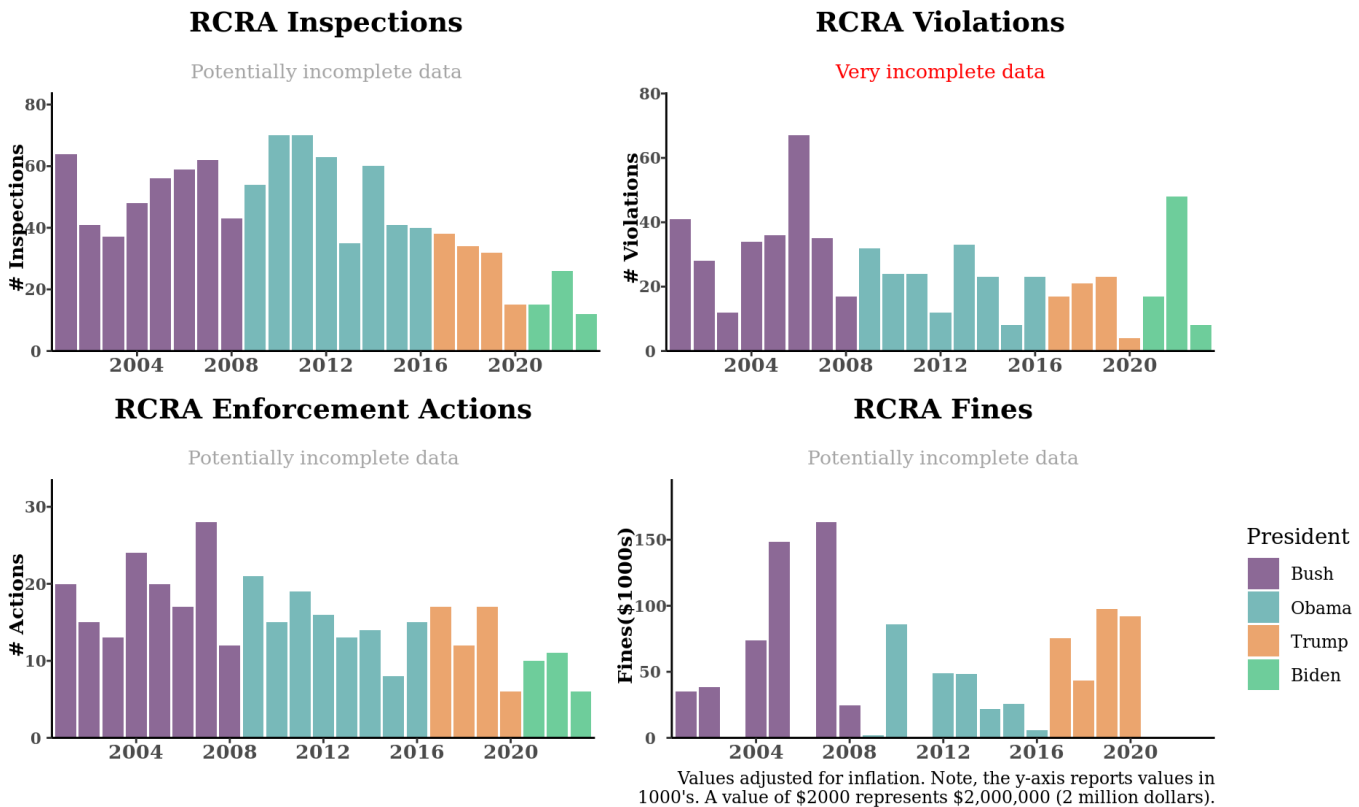 RCRA Inspections
Potentially incomplete data
# Inspections
80
60
40
20
0
2004 2008 2012 2016 2020
RCRA Violations
Very incomplete data
# Violations
80
60
40
20
0
2004 2008 2012 2016 2020
RCRA Enforcement Actions
Potentially incomplete data
# Actions
30
20
10
0
2004 2008 2012 2016 2020
RCRA Fines
Potentially incomplete data
Fines($1000s)
150
100
50
0
2004 2008 2012 2016 2020
President
Bush
Obama
Trump
Biden
Values adjusted for inflation. Note, the y-axis reports values in
1000's. A value of $2000 represents $2,000,000 (2 million dollars).